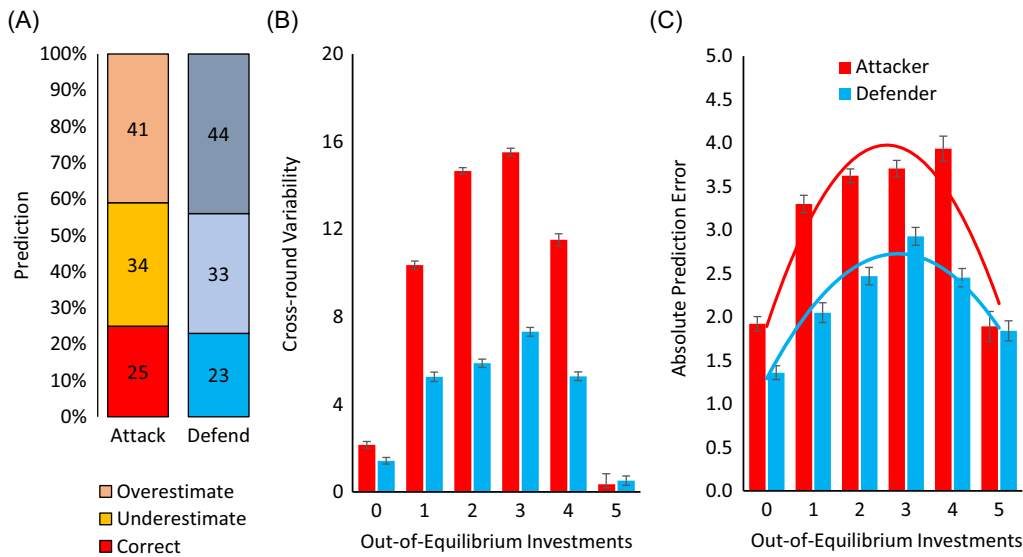 (A)
100%
90%
80%
70%
60%
50%
40%
30%
20%
10%
0%
Prediction
41
34
25
44
33
23
Attack
Defend
Overestimate
Underestimate
Correct
(B)
20
16
12
8
4
0
Cross-round Variability
0 1 2 3 4 5
Out-of-Equilibrium Investments
(C)
5.0
4.5
4.0
3.5
3.0
2.5
2.0
1.5
1.0
0.5
0.0
Absolute Prediction Error
Attacker
Defender
0 1 2 3 4 5
Out-of-Equilibrium Investments